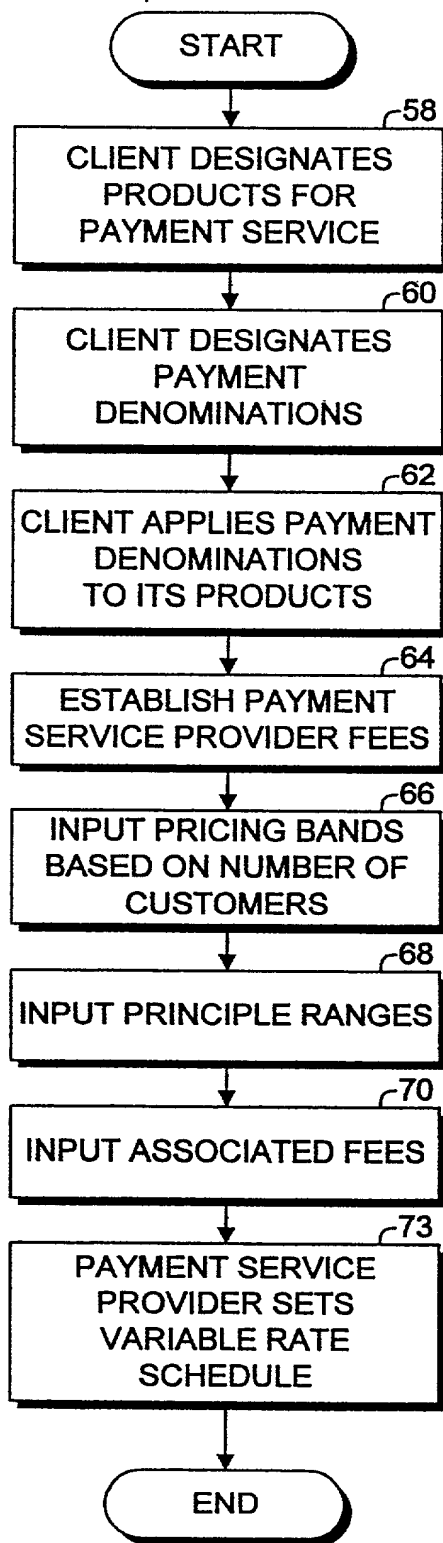 START
58
CLIENT DESIGNATES
PRODUCTS FOR
PAYMENT SERVICE
60
CLIENT DESIGNATES
PAYMENT
DENOMINATIONS
62
CLIENT APPLIES PAYMENT
DENOMINATIONS
TO ITS PRODUCTS
64
ESTABLISH PAYMENT
SERVICE PROVIDER FEES
66
INPUT PRICING BANDS
BASED ON NUMBER OF
CUSTOMERS
68
INPUT PRINCIPLE RANGES
70
INPUT ASSOCIATED FEES
73
PAYMENT SERVICE
PROVIDER SETS
VARIABLE RATE
SCHEDULE
END